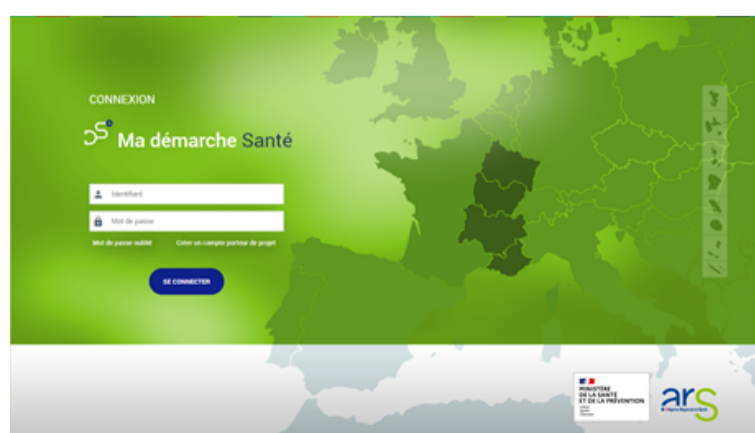 CONNEXION
Ma démarche Santé
Identifiant
Mot de passe
Mot de passe oublié
Créer un compte porteur de projet
SE CONNECTER
MINISTÈRE
DE LA SANTÉ
ET DE LA PRÉVENTION
ars